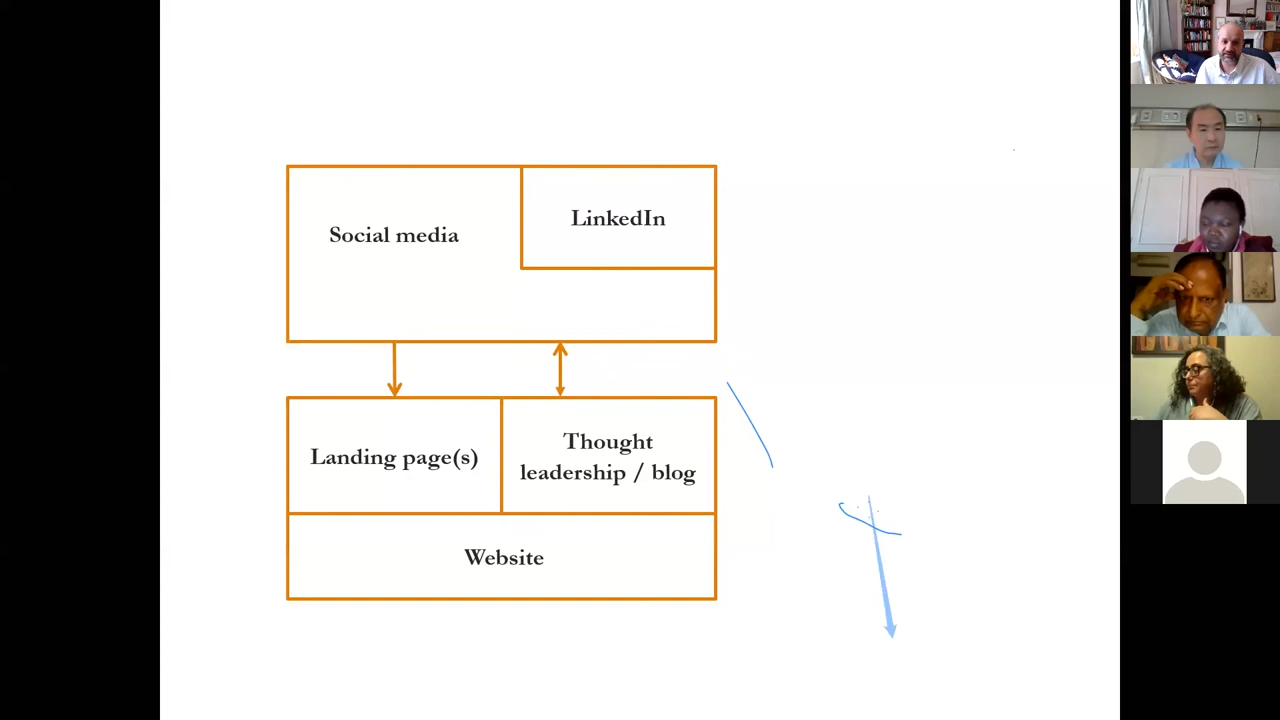 Social media
LinkedIn
Landing page(s)
Thought
leadership / blog
Website